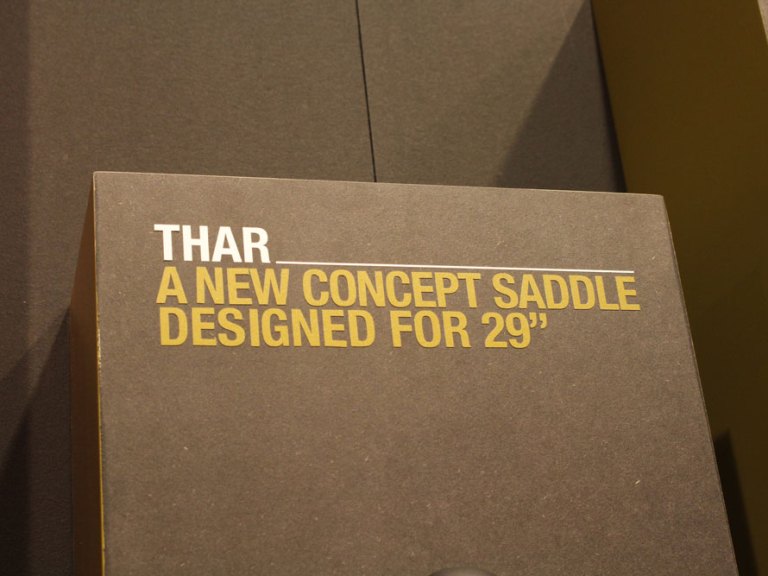 THAR
A NEW CONCEPT SADDLE
DESIGNED FOR 29”